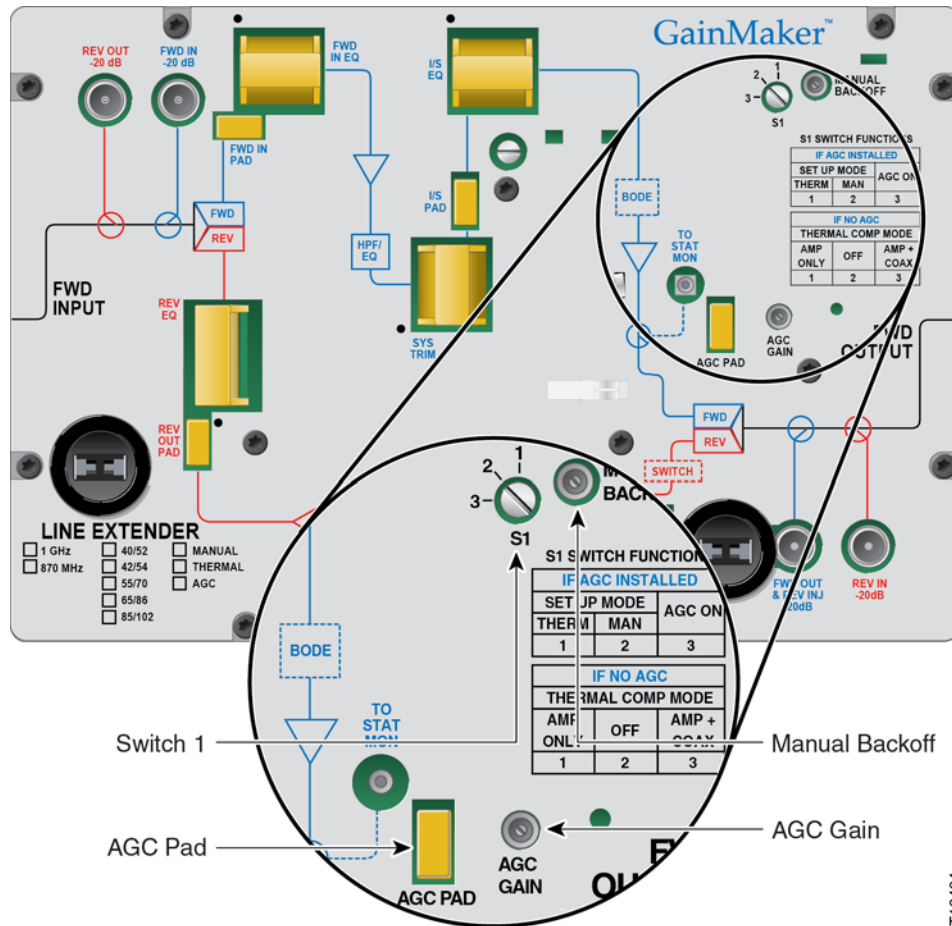 GainMaker™
REV OUT
-20 dB
FWD IN
-20 dB
FWD
IN EQ
I/S
EQ
FWD IN
PAD
I/S
PAD
FWD
REV
HPF/
EQ
FWD
INPUT
REV
EQ
SYS
TRIM
REV
OUT
PAD
LINE EXTENDER
1 GHz
870 MHz
40/52
42/54
55/70
65/86
85/102
MANUAL
THERMAL
AGC
1
2
3
S1
MANUAL
BACKOFF
S1 SWITCH FUNCTIONS
IF AGC INSTALLED
SET UP MODE
AGC ON
THERM MAN
1 2 3
IF NO AGC
THERMAL COMP MODE
AMP
ONLY
OFF
AMP +
COAX
1 2 3
BODE
TO
STAT
MON
AGC PAD
AGC
GAIN
FWD
OUTPUT
FWD
REV
SWITCH
FWD OUT
& REV INJ
-20dB
REV IN
-20dB
1
2
3
S1
M
BACK
S1 SWITCH FUNCTION
IF AGC INSTALLED
SET UP MODE
AGC ON
THERM MAN
1 2 3
IF NO AGC
THERMAL COMP MODE
AMP
ONLY
OFF
AMP +
COAX
1 2 3
BODE
TO
STAT
MON
AGC PAD
AGC
GAIN
Switch 1
Manual Backoff
AGC Pad
AGC Gain